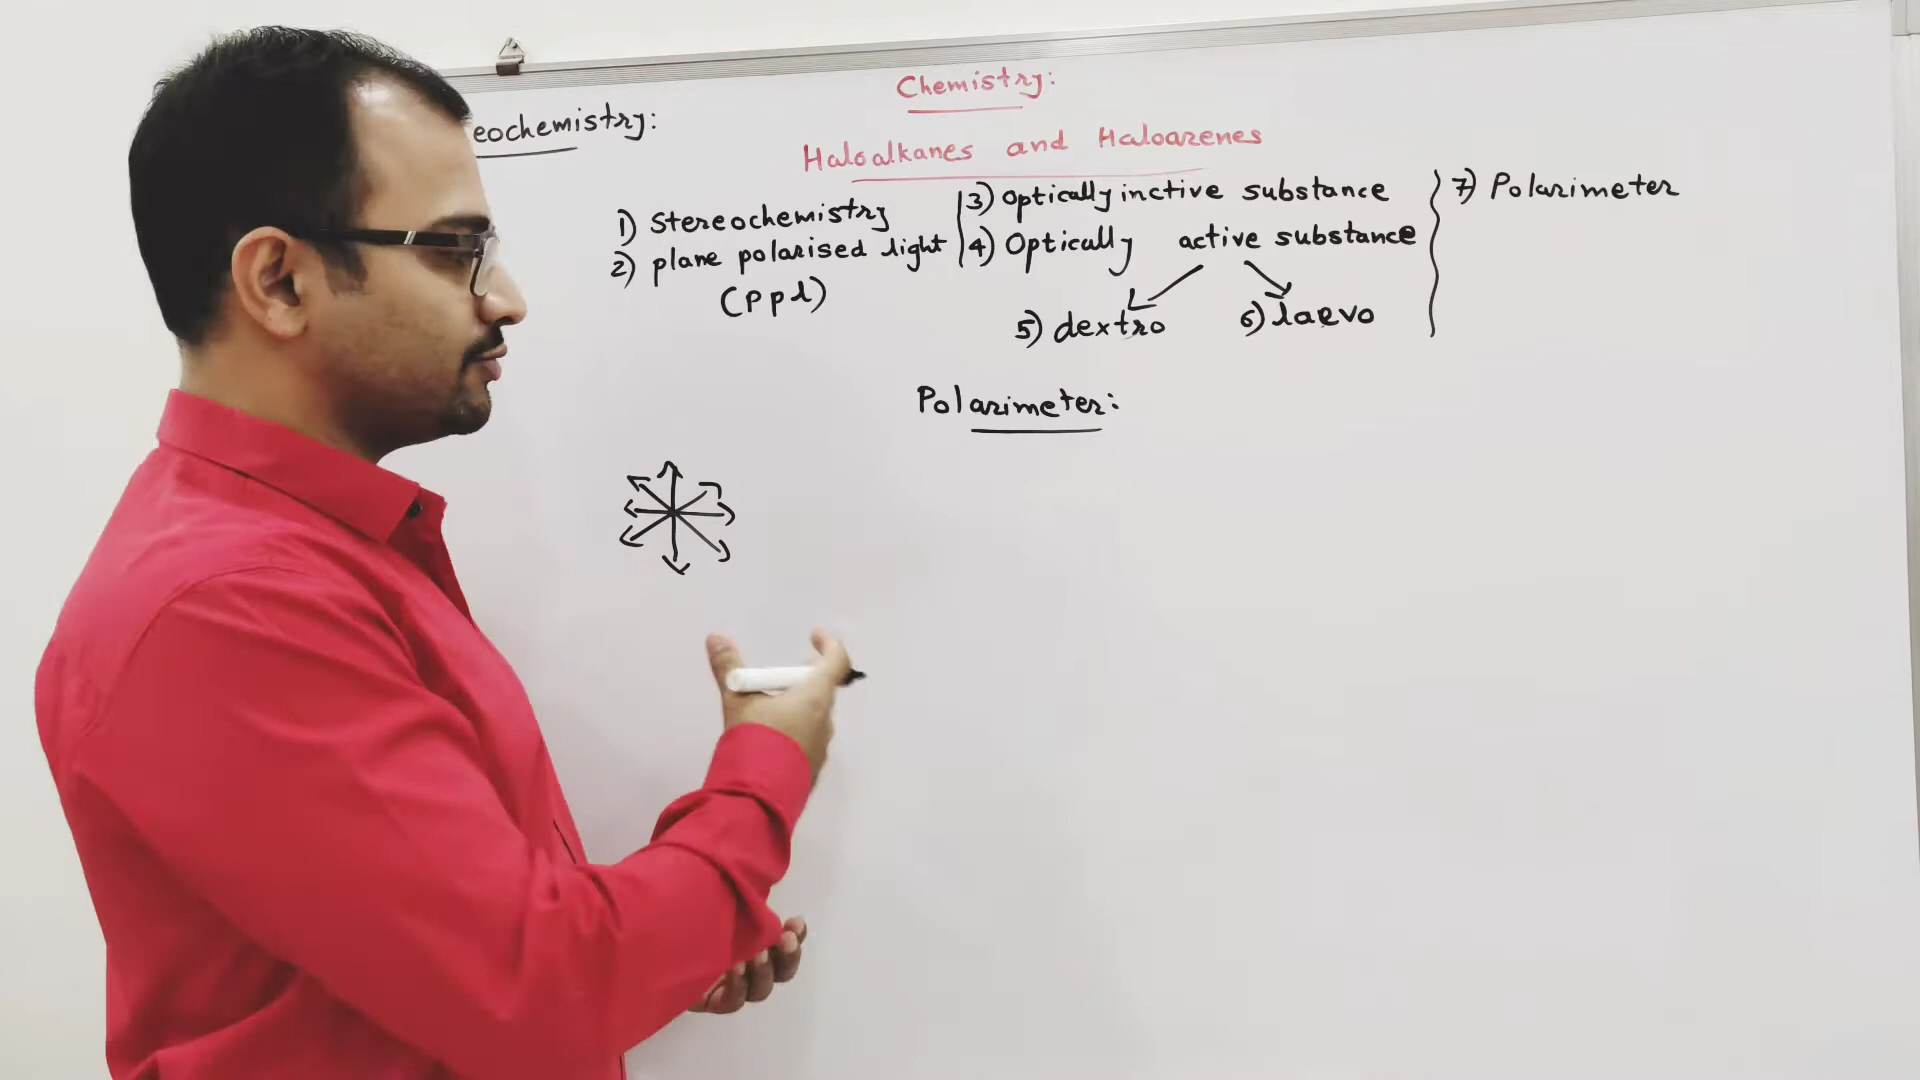 Chemistry:
eochemistry:
Haloalkanes and Haloarenes
1) Stereochemistry
2) plane polarised light
(ppl)
3) Optically inctive substance
4) Optically active substance
5) dextro
6) laevo
7) Polarimeter
Polarimeter: